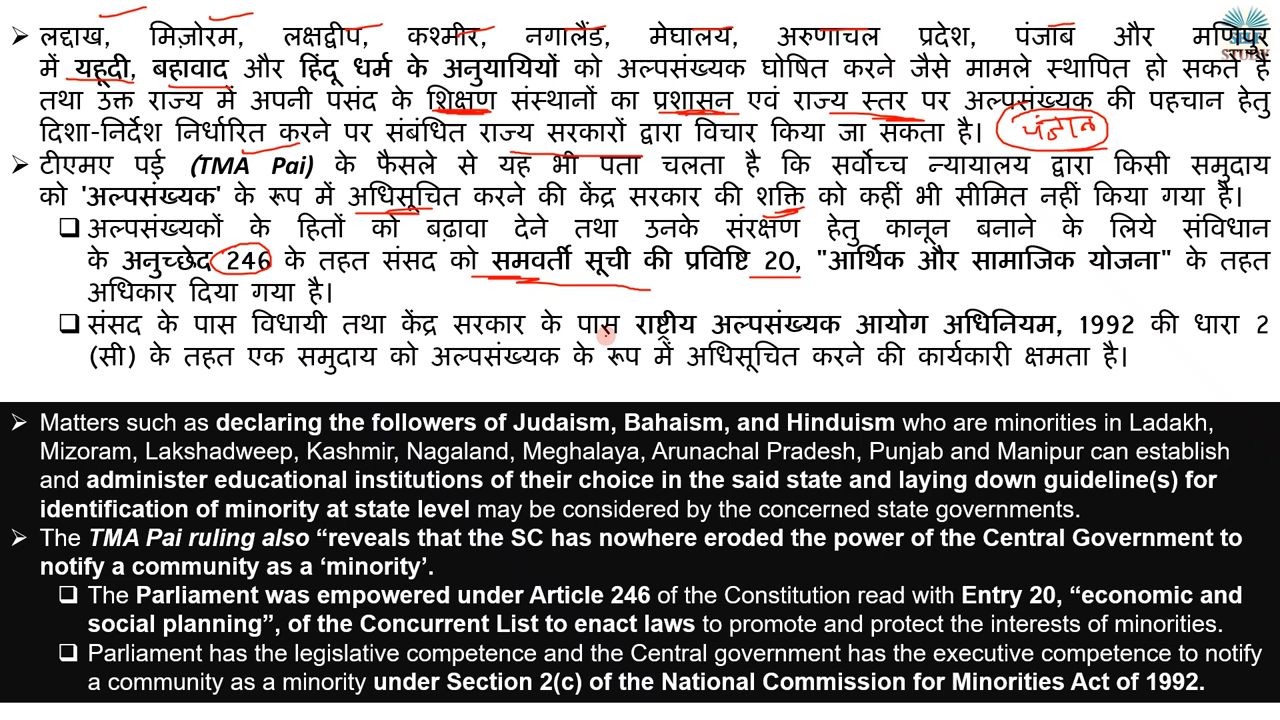 ➢ लद्दाख, मिज़ोरम, लक्षद्वीप, कश्मीर, नगालैंड, मेघालय, अरुणाचल प्रदेश, पंजाब और मणिपुर
में यहूदी, बहावाद और हिंदू धर्म के अनुयायियों को अल्पसंख्यक घोषित करने जैसे मामले स्थापित हो सकते हैं
तथा उक्त राज्य में अपनी पसंद के शिक्षण संस्थानों का प्रशासन एवं राज्य स्तर पर अल्पसंख्यक की पहचान हेतु
दिशा-निर्देश निर्धारित करने पर संबंधित राज्य सरकारों द्वारा विचार किया जा सकता है।
➢ टीएमए पई (TMA Pai) के फैसले से यह भी पता चलता है कि सर्वोच्च न्यायालय द्वारा किसी समुदाय
को 'अल्पसंख्यक' के रूप में अधिसूचित करने की केंद्र सरकार की शक्ति को कहीं भी सीमित नहीं किया गया है।
❑ अल्पसंख्यकों के हितों को बढ़ावा देने तथा उनके संरक्षण हेतु कानून बनाने के लिये संविधान
के अनुच्छेद 246 के तहत संसद को समवर्ती सूची की प्रविष्टि 20, "आर्थिक और सामाजिक योजना" के तहत
अधिकार दिया गया है।
❑ संसद के पास विधायी तथा केंद्र सरकार के पास राष्ट्रीय अल्पसंख्यक आयोग अधिनियम, 1992 की धारा 2
(सी) के तहत एक समुदाय को अल्पसंख्यक के रूप में अधिसूचित करने की कार्यकारी क्षमता है।
➢ Matters such as declaring the followers of Judaism, Bahaism, and Hinduism who are minorities in Ladakh,
Mizoram, Lakshadweep, Kashmir, Nagaland, Meghalaya, Arunachal Pradesh, Punjab and Manipur can establish
and administer educational institutions of their choice in the said state and laying down guideline(s) for
identification of minority at state level may be considered by the concerned state governments.
➢ The TMA Pai ruling also “reveals that the SC has nowhere eroded the power of the Central Government to
notify a community as a ‘minority’.
❑ The Parliament was empowered under Article 246 of the Constitution read with Entry 20, “economic and
social planning”, of the Concurrent List to enact laws to promote and protect the interests of minorities.
❑ Parliament has the legislative competence and the Central government has the executive competence to notify
a community as a minority under Section 2(c) of the National Commission for Minorities Act of 1992.